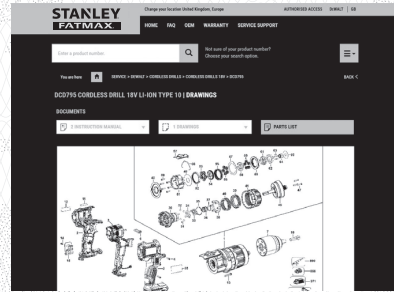 STANLEY
FATMAX.
Change your location United Kingdom, Europe
AUTHORISED ACCESS DEWALT | GB
HOME FAQ OEM WARRANTY SERVICE SUPPORT
Enter a product number.
Not sure of your product number?
Choose your search option.
You are here
SERVICE > DEWALT > CORDLESS DRILLS > CORDLESS DRILLS 18V > DCD795
BACK <
DCD795 CORDLESS DRILL 18V LI-ION TYPE 10 | DRAWINGS
DOCUMENTS
2 INSTRUCTION MANUAL
1 DRAWINGS
PARTS LIST